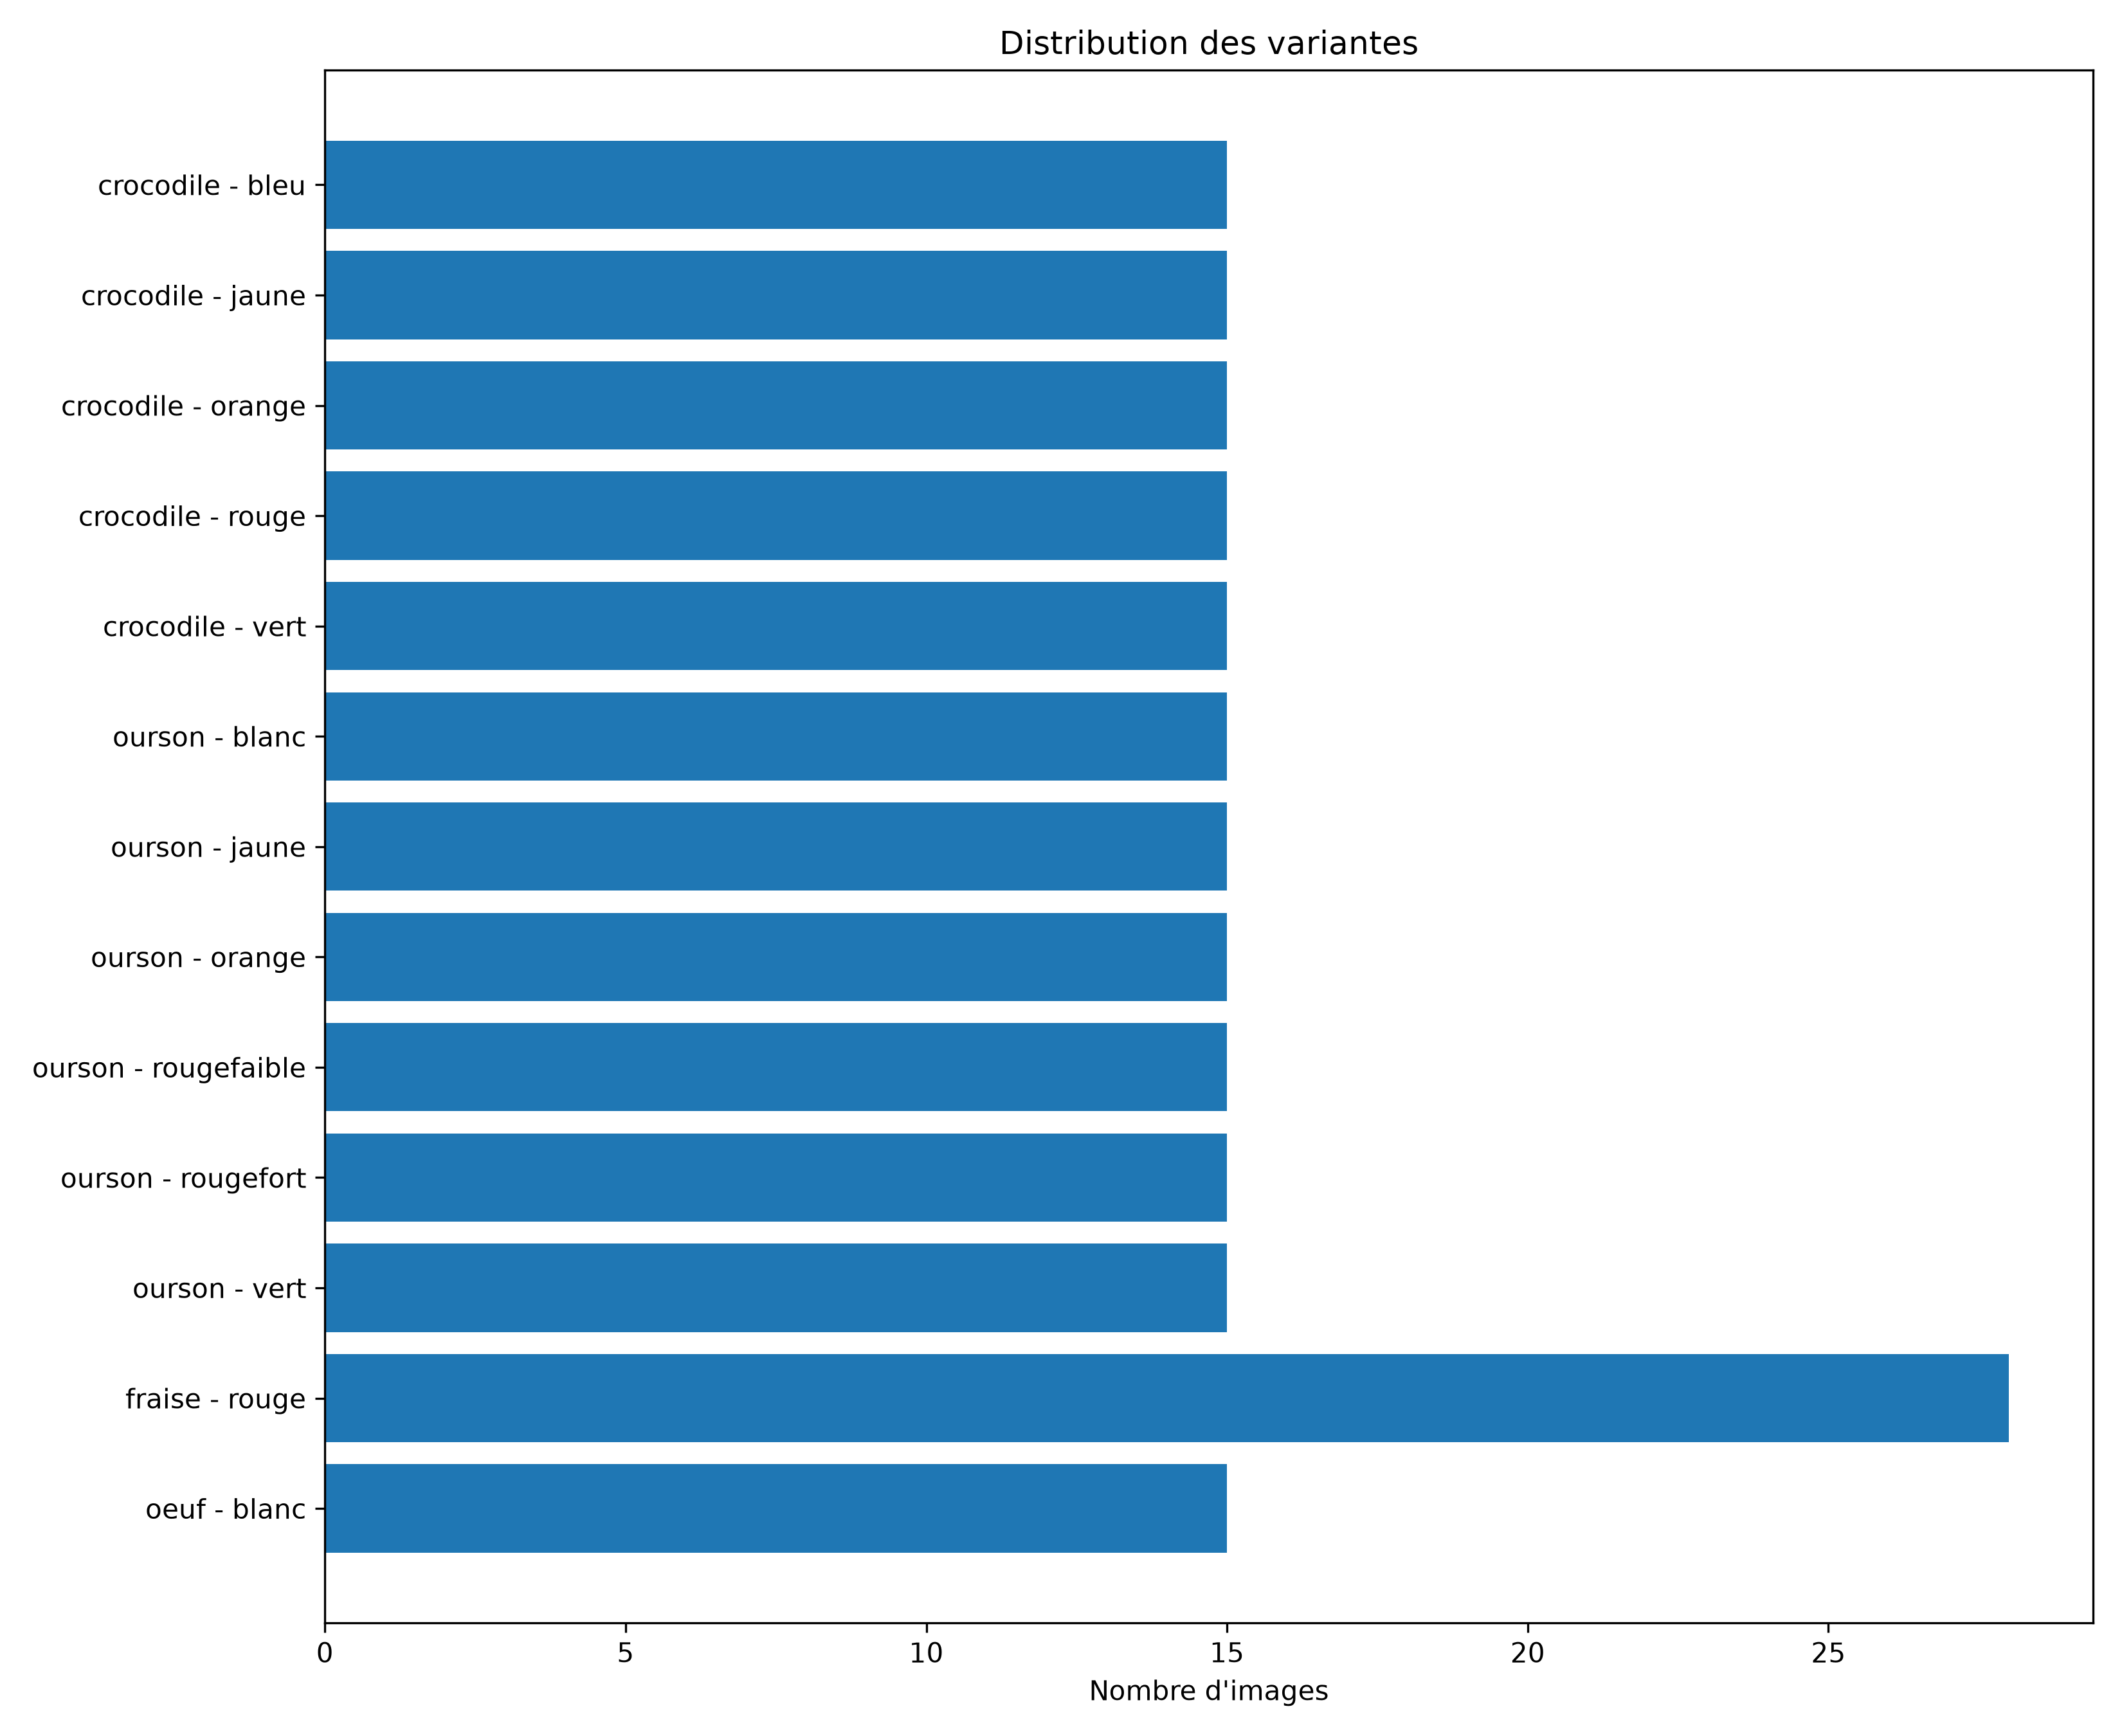 Distribution des variantes
crocodile - bleu
crocodile - jaune
crocodile - orange
crocodile - rouge
crocodile - vert
ourson - blanc
ourson - jaune
ourson - orange
ourson - rougefaible
ourson - rougefort
ourson - vert
fraise - rouge
oeuf - blanc
0 5 10 15 20 25
Nombre d'images